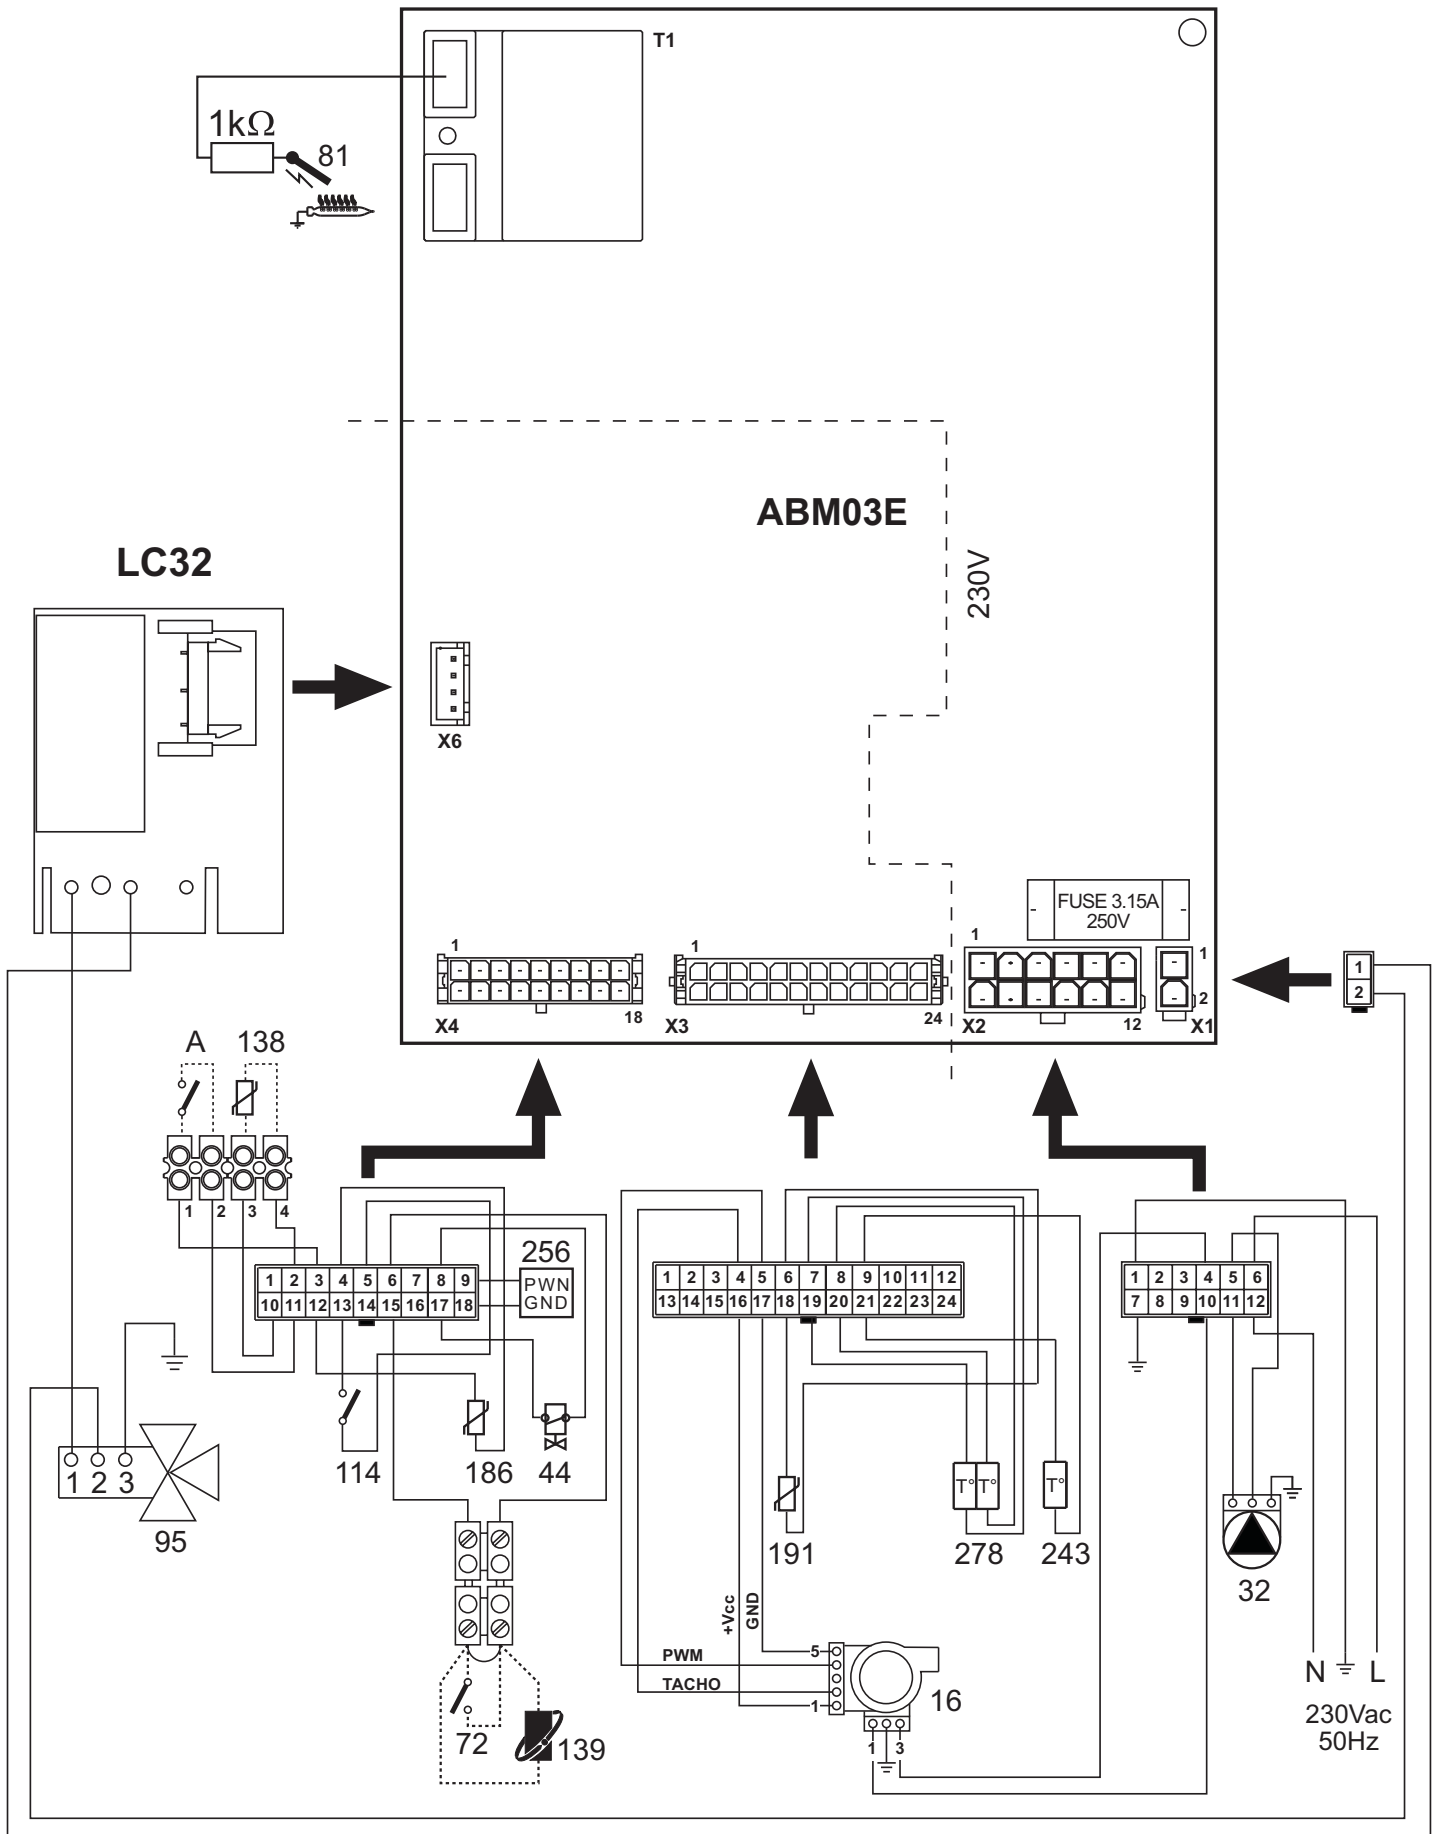 T1
1kΩ
81
ABM03E
230V
LC32
X6
FUSE 3.15A
250V
1
1
1
1
2
18
24
12
X4
X3
X2
X1
1
2
A
138
1 2 3 4
256
PWN
GND
1 2 3 4 5 6 7 8 9
10 11 12 13 14 15 16 17 18
1 2 3 4 5 6 7 8 9 10 11 12
13 14 15 16 17 18 19 20 21 22 23 24
1 2 3 4 5 6
7 8 9 10 11 12
1 2 3
95
114
186
44
T° T°
T°
191
278
243
32
+Vcc
GND
PWM
TACHO
5
1
16
1 3
72
139
N L
230Vac
50Hz